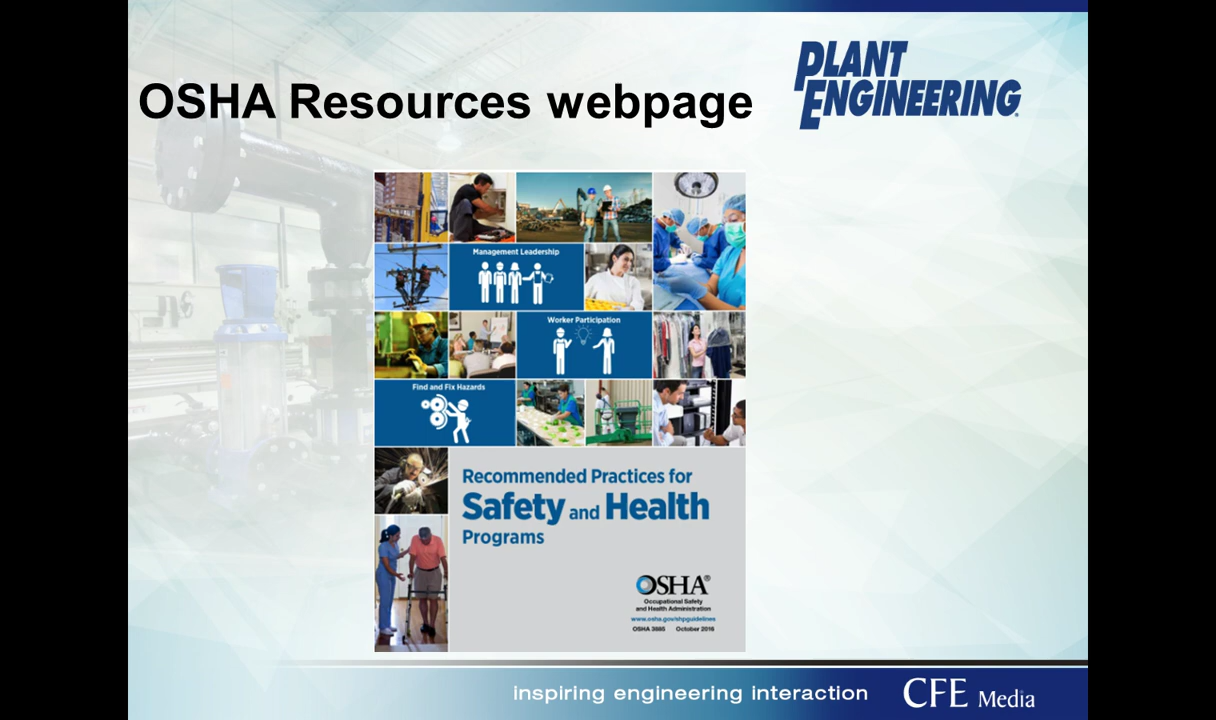 OSHA Resources webpage
PLANT
ENGINEERING
Management Leadership
Worker Participation
Find and Fix Hazards
Recommended Practices for
Safety and Health
Programs
OSHA®
Occupational Safety
and Health Administration
www.osha.gov/shpguidelines
OSHA 3885 October 2016
inspiring engineering interaction
CFE Media